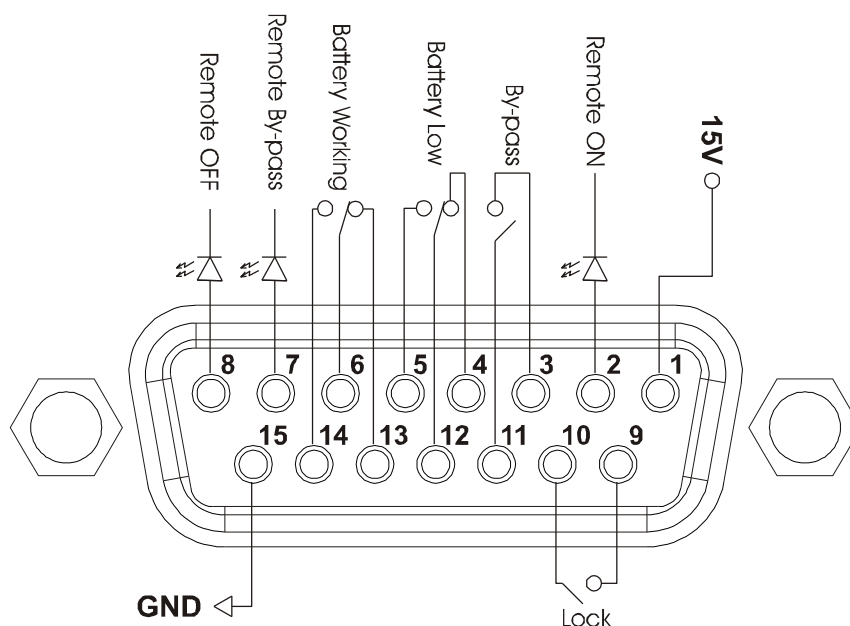 Remote OFF
Remote By-pass
Battery Working
Battery Low
By-pass
Remote ON
15V
8
7
6
5
4
3
2
1
15
14
13
12
11
10
9
GND
Lock